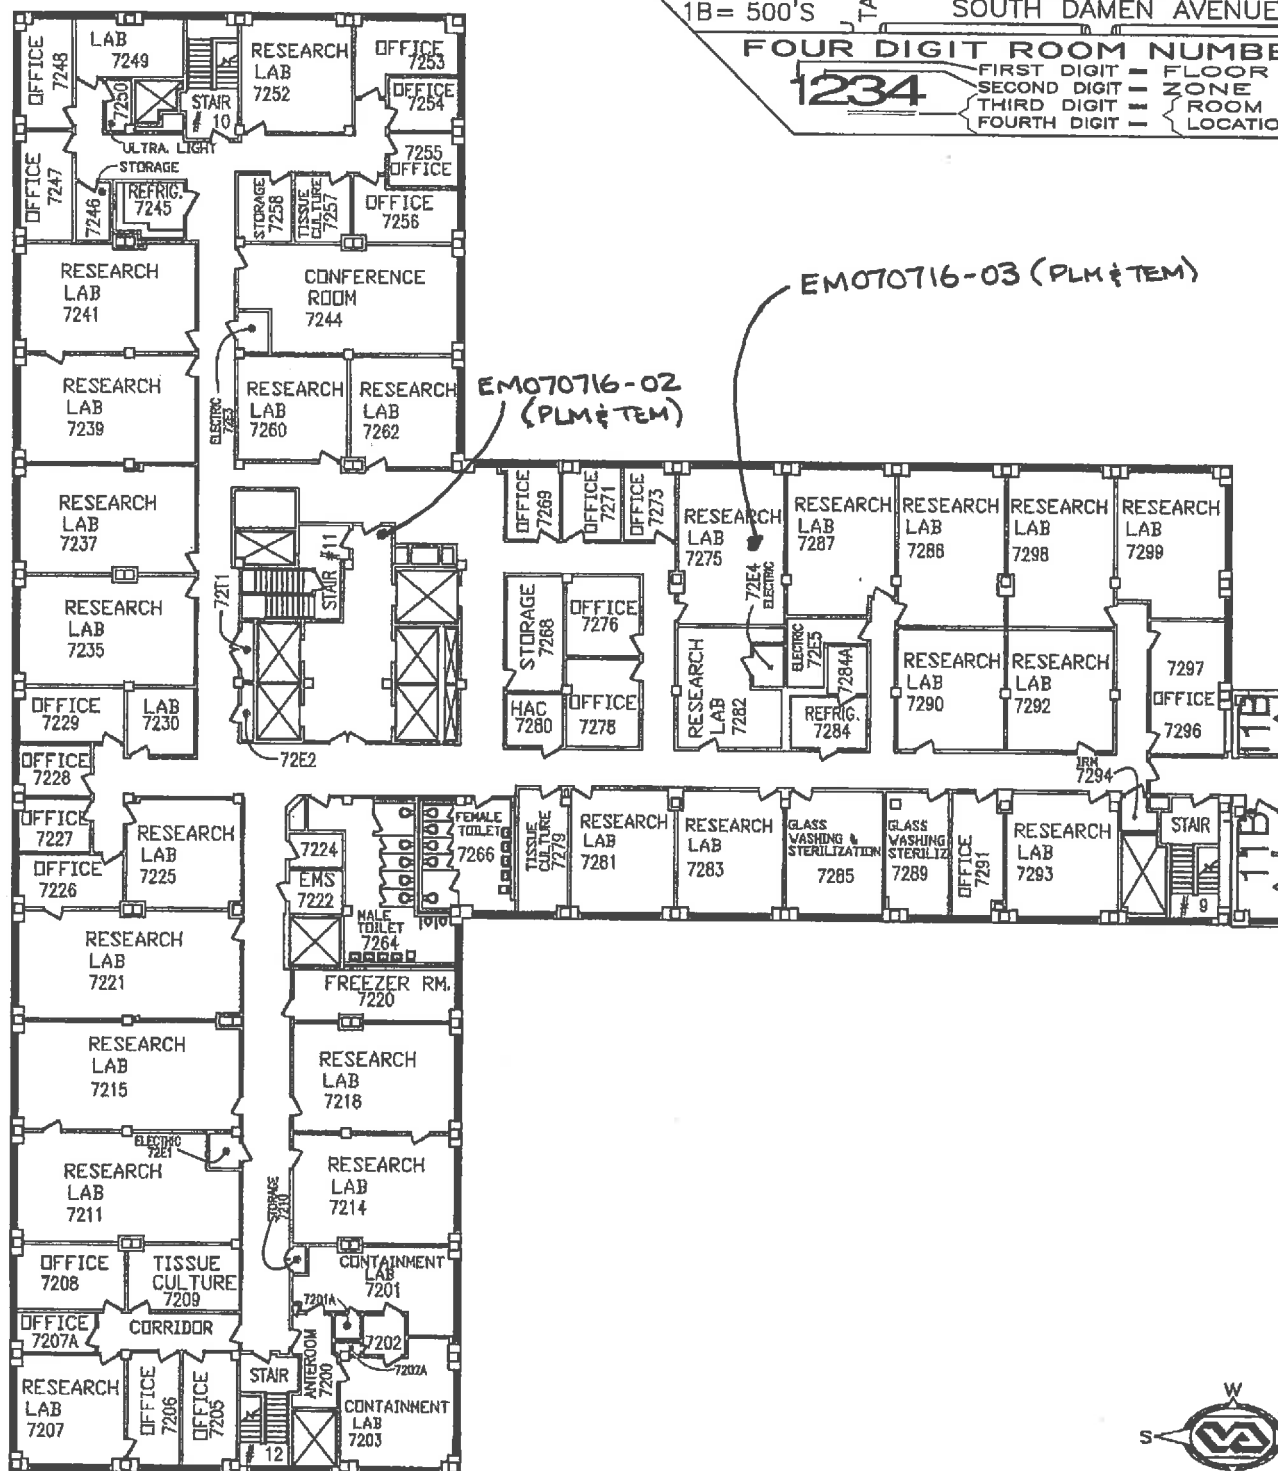 1B= 500'S
SOUTH DAMEN AVENUE
FOUR DIGIT ROOM NUMBE
1234
FIRST DIGIT = FLOOR
SECOND DIGIT = ZONE
THIRD DIGIT = ROOM
FOURTH DIGIT = LOCATIO
OFFICE
7248
LAB
7249
7250
STAIR
# 10
RESEARCH
LAB
7252
OFFICE
7253
OFFICE
7254
ULTRA. LIGHT
STORAGE
7255
OFFICE
OFFICE
7247
7246
REFRIG.
7245
STORAGE
7258
TISSUE
CULTURE
7257
OFFICE
7256
RESEARCH
LAB
7241
CONFERENCE
ROOM
7244
EM070716-03 (PLM & TEM)
RESEARCH
LAB
7239
ELECTRIC
72E3
RESEARCH
LAB
7260
RESEARCH
LAB
7262
EM070716-02
(PLM & TEM)
RESEARCH
LAB
7237
STAIR #11
OFFICE
7269
OFFICE
7271
OFFICE
7273
RESEARCH
LAB
7275
RESEARCH
LAB
7287
RESEARCH
LAB
7288
RESEARCH
LAB
7298
RESEARCH
LAB
7299
72T1
RESEARCH
LAB
7235
STORAGE
7268
OFFICE
7276
72E4
ELECTRIC
ELECTRIC
72E5
7284A
RESEARCH
LAB
7290
RESEARCH
LAB
7292
7297
OFFICE
7296
OFFICE
7229
LAB
7230
HAC
7280
OFFICE
7278
RESEARCH
LAB
7282
REFRIG.
7284
11B
OFFICE
7228
72E2
7294
OFFICE
7227
OFFICE
7226
RESEARCH
LAB
7225
7224
EMS
7222
FEMALE
TOILET
7266
TISSUE
CULTURE
7279
RESEARCH
LAB
7281
RESEARCH
LAB
7283
GLASS
WASHING &
STERILIZATION
7285
GLASS
WASHING
STERILIZ
7289
OFFICE
7291
RESEARCH
LAB
7293
STAIR
# 9
11B
MALE
TOILET
7264
RESEARCH
LAB
7221
FREEZER RM.
7220
RESEARCH
LAB
7215
RESEARCH
LAB
7218
ELECTRIC
72E1
RESEARCH
LAB
7211
STORAGE
7210
RESEARCH
LAB
7214
OFFICE
7208
TISSUE
CULTURE
7209
CONTAINMENT
LAB
7201
7201A
OFFICE
7207A
CORRIDOR
7202
7202A
RESEARCH
LAB
7207
OFFICE
7206
OFFICE
7205
STAIR
# 12
ANTEROOM
7200
CONTAINMENT
LAB
7203
W
S